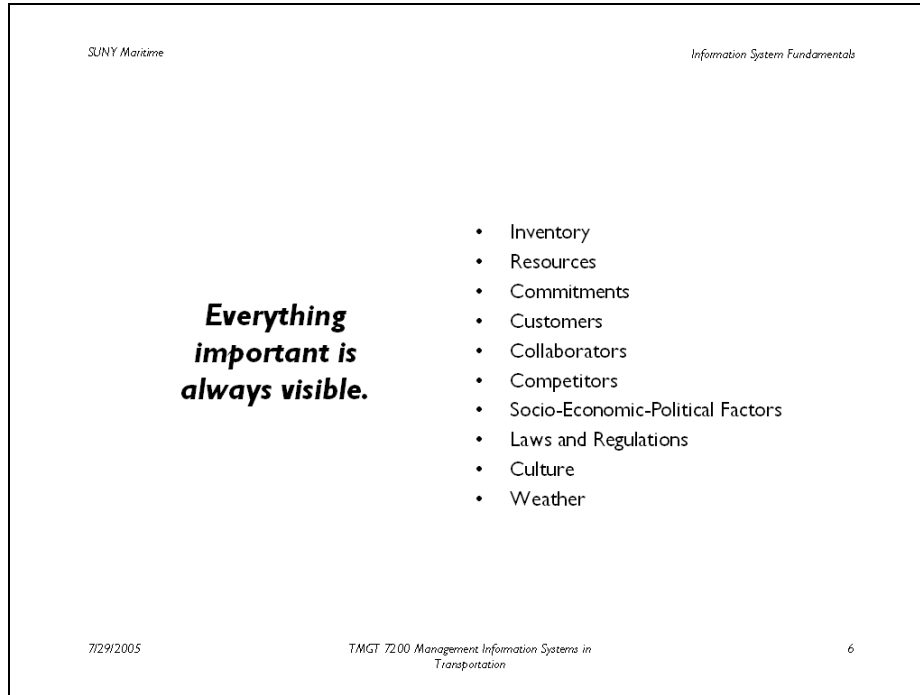 SUNY Maritime
Information System Fundamentals
Everything
important is
always visible.
• Inventory
• Resources
• Commitments
• Customers
• Collaborators
• Competitors
• Socio-Economic-Political Factors
• Laws and Regulations
• Culture
• Weather
7/29/2005
TMGT 7200 Management Information Systems in
Transportation
6